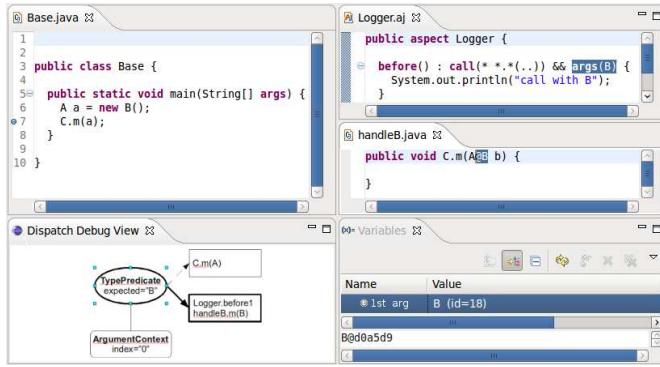 Base.java
1
2
3 public class Base {
4
5 public static void main(String[] args) {
6 A a = new B();
7 C.m(a);
8 }
9
10 }
Logger.aj
public aspect Logger {
before() : call(* *.*(..)) && args(B) {
System.out.println("call with B");
}
handleB.java
public void C.m(A@B b) {
}
Dispatch Debug View
C.m(A)
TypePredicate
expected="B"
Logger.before1
handleB.m(B)
ArgumentContext
index="0"
(x)= Variables
Name Value
1st arg B (id=18)
B@d0a5d9